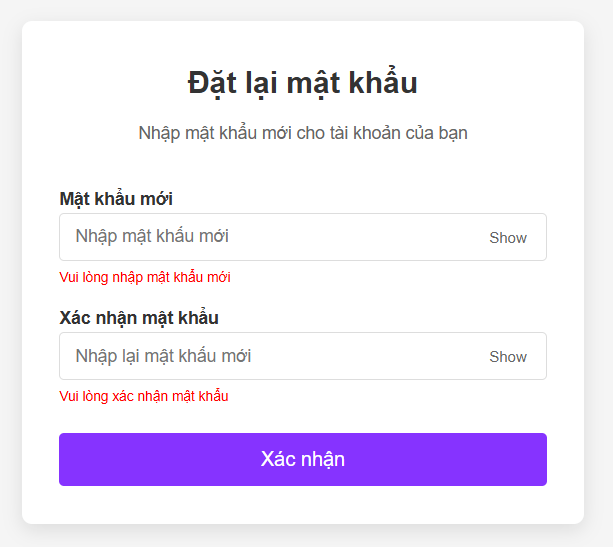 Đặt lại mật khẩu
Nhập mật khẩu mới cho tài khoản của bạn
Mật khẩu mới
Nhập mật khẩu mới
Show
Vui lòng nhập mật khẩu mới
Xác nhận mật khẩu
Nhập lại mật khẩu mới
Show
Vui lòng xác nhận mật khẩu
Xác nhận